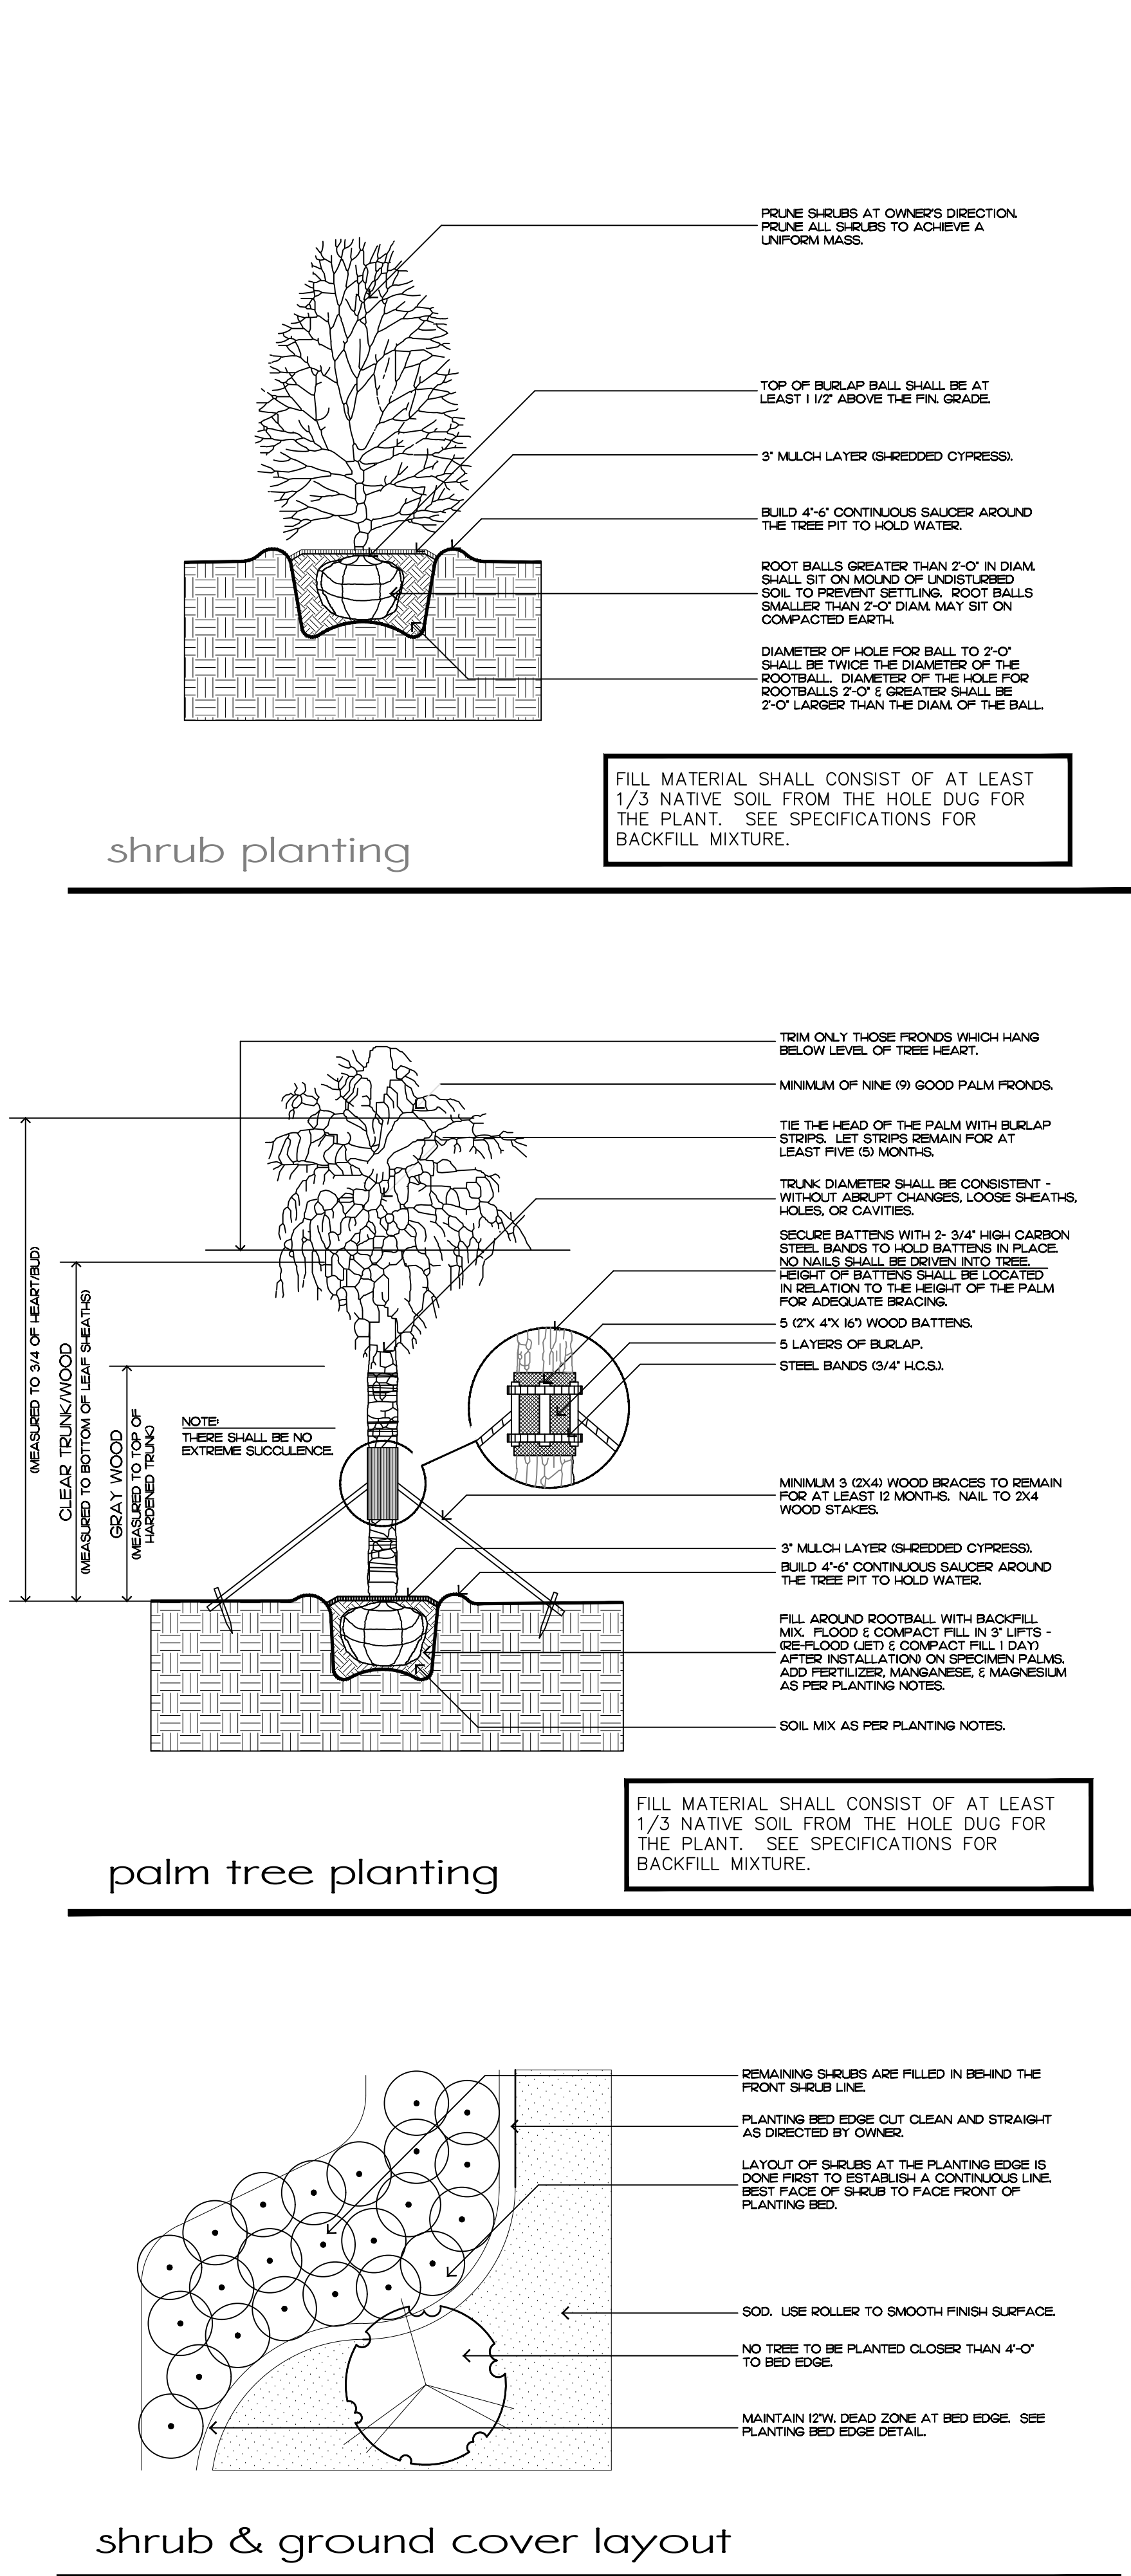 PRUNE SHRUBS AT OWNER'S DIRECTION.
PRUNE ALL SHRUBS TO ACHIEVE A
UNIFORM MASS.
TOP OF BURLAP BALL SHALL BE AT
LEAST 1 1/2" ABOVE THE FIN. GRADE.
3" MULCH LAYER (SHREDDED CYPRESS).
BUILD 4"-6" CONTINUOUS SAUCER AROUND
THE TREE PIT TO HOLD WATER.
ROOT BALLS GREATER THAN 2'-0" IN DIAM.
SHALL SIT ON MOUND OF UNDISTURBED
SOIL TO PREVENT SETTLING. ROOT BALLS
SMALLER THAN 2'-0" DIAM. MAY SIT ON
COMPACTED EARTH.
DIAMETER OF HOLE FOR BALL TO 2'-0"
SHALL BE TWICE THE DIAMETER OF THE
ROOTBALL. DIAMETER OF THE HOLE FOR
ROOTBALLS 2'-0" & GREATER SHALL BE
2'-0" LARGER THAN THE DIAM. OF THE BALL.
FILL MATERIAL SHALL CONSIST OF AT LEAST
1/3 NATIVE SOIL FROM THE HOLE DUG FOR
THE PLANT. SEE SPECIFICATIONS FOR
BACKFILL MIXTURE.
shrub planting
TRIM ONLY THOSE FRONDS WHICH HANG
BELOW LEVEL OF TREE HEART.
MINIMUM OF NINE (9) GOOD PALM FRONDS.
TIE THE HEAD OF THE PALM WITH BURLAP
STRIPS. LET STRIPS REMAIN FOR AT
LEAST FIVE (5) MONTHS.
TRUNK DIAMETER SHALL BE CONSISTENT -
WITHOUT ABRUPT CHANGES, LOOSE SHEATHS,
HOLES, OR CAVITIES.
SECURE BATTENS WITH 2- 3/4" HIGH CARBON
STEEL BANDS TO HOLD BATTENS IN PLACE.
NO NAILS SHALL BE DRIVEN INTO TREE.
HEIGHT OF BATTENS SHALL BE LOCATED
IN RELATION TO THE HEIGHT OF THE PALM
FOR ADEQUATE BRACING.
5 (2"X 4"X 16") WOOD BATTENS.
5 LAYERS OF BURLAP.
STEEL BANDS (3/4" H.C.S.).
(MEASURED TO 3/4 OF HEART/BUD)
CLEAR TRUNK/WOOD
(MEASURED TO BOTTOM OF LEAF SHEATHS)
GRAY WOOD
(MEASURED TO TOP OF
HARDENED TRUNK)
NOTE:
THERE SHALL BE NO
EXTREME SUCCULENCE.
MINIMUM 3 (2X4) WOOD BRACES TO REMAIN
FOR AT LEAST 12 MONTHS. NAIL TO 2X4
WOOD STAKES.
3" MULCH LAYER (SHREDDED CYPRESS).
BUILD 4"-6" CONTINUOUS SAUCER AROUND
THE TREE PIT TO HOLD WATER.
FILL AROUND ROOTBALL WITH BACKFILL
MIX. FLOOD & COMPACT FILL IN 3" LIFTS -
(RE-FLOOD (JET) & COMPACT FILL 1 DAY)
AFTER INSTALLATION) ON SPECIMEN PALMS.
ADD FERTILIZER, MANGANESE, & MAGNESIUM
AS PER PLANTING NOTES.
SOIL MIX AS PER PLANTING NOTES.
FILL MATERIAL SHALL CONSIST OF AT LEAST
1/3 NATIVE SOIL FROM THE HOLE DUG FOR
THE PLANT. SEE SPECIFICATIONS FOR
BACKFILL MIXTURE.
palm tree planting
REMAINING SHRUBS ARE FILLED IN BEHIND THE
FRONT SHRUB LINE.
PLANTING BED EDGE CUT CLEAN AND STRAIGHT
AS DIRECTED BY OWNER.
LAYOUT OF SHRUBS AT THE PLANTING EDGE IS
DONE FIRST TO ESTABLISH A CONTINUOUS LINE.
BEST FACE OF SHRUB TO FACE FRONT OF
PLANTING BED.
SOD. USE ROLLER TO SMOOTH FINISH SURFACE.
NO TREE TO BE PLANTED CLOSER THAN 4'-0"
TO BED EDGE.
MAINTAIN 12"W. DEAD ZONE AT BED EDGE. SEE
PLANTING BED EDGE DETAIL.
shrub & ground cover layout